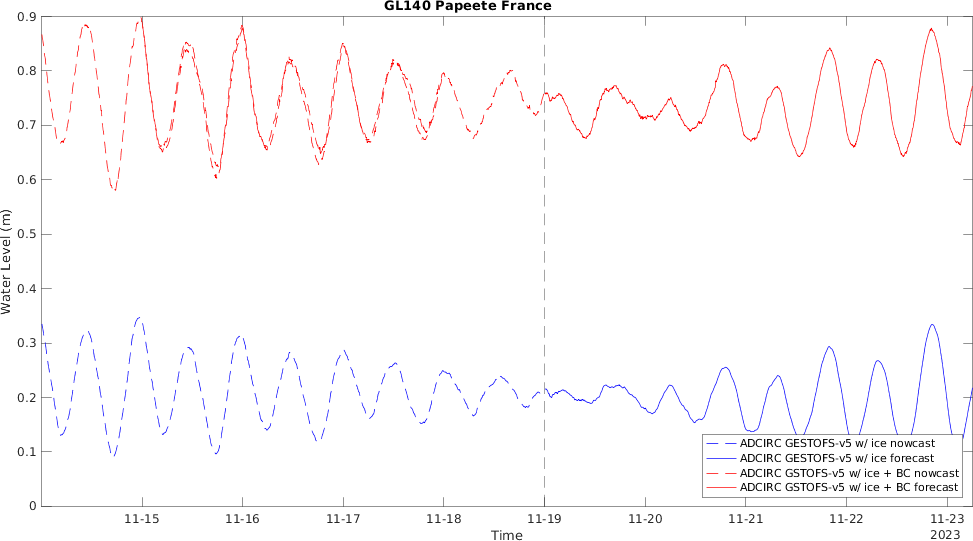 GL140 Papeete France
0.9
0.8
0.7
0.6
0.5
0.4
0.3
0.2
0.1
0
Water Level (m)
ADCIRC GESTOFS-v5 w/ ice nowcast
ADCIRC GESTOFS-v5 w/ ice forecast
ADCIRC GSTOFS-v5 w/ ice + BC nowcast
ADCIRC GSTOFS-v5 w/ ice + BC forecast
11-15 11-16 11-17 11-18 11-19 11-20 11-21 11-22 11-23
2023
Time